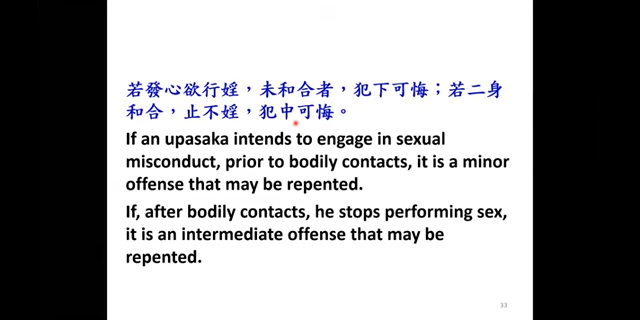 若發心欲行婬，未和合者，犯下可悔；若二身
和合，止不婬，犯中可悔。
If an upasaka intends to engage in sexual
misconduct, prior to bodily contacts, it is a minor
offense that may be repented.
If, after bodily contacts, he stops performing sex,
it is an intermediate offense that may be
repented.
33